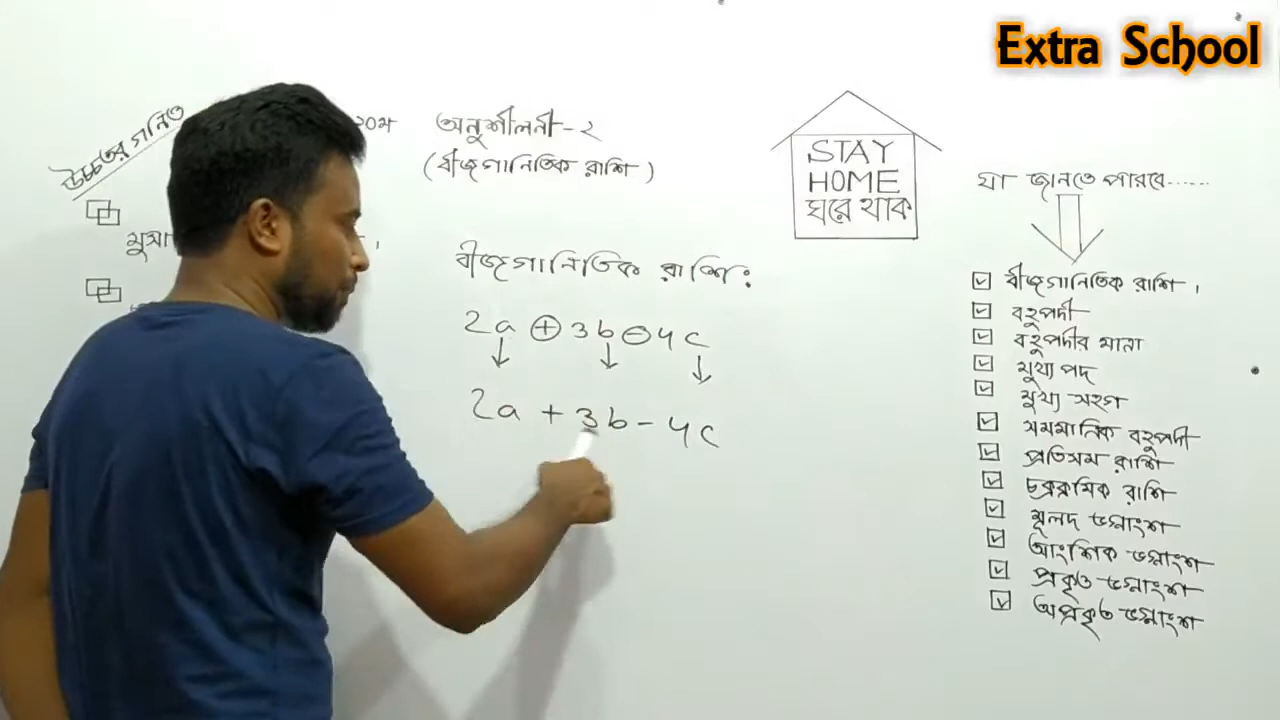 Extra School
উচ্চতর গনিত
১০ম
অনুশীলনী-২
(বীজগানিতিক রাশি)
STAY
HOME
ঘরে থাক
যা জানতে পারবে......
বীজগানিতিক রাশি:
2a + 3b - 4c
2a + 3b - 4c
বীজগানিতিক রাশি।
বহুপদী
বহুপদীর মাত্রা
মুখ্য পদ
মুখ্য সহগ
সমমাত্রিক বহুপদী
প্রতিসম রাশি
চক্রক্রমিক রাশি
মূলদ ভগ্নাংশ
আংশিক ভগ্নাংশ
প্রকৃত ভগ্নাংশ
অপ্রকৃত ভগ্নাংশ